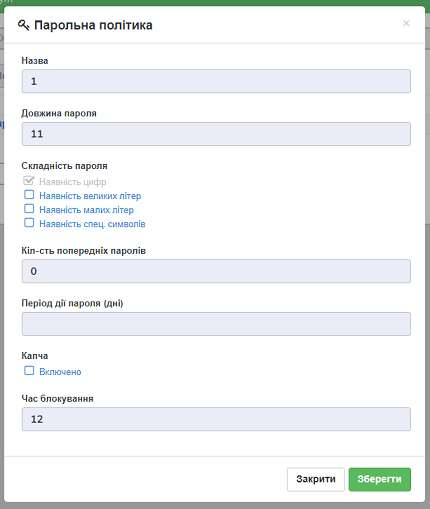 Парольна політика
×
Назва
1
Довжина пароля
11
Складність пароля
Наявність цифр
Наявність великих літер
Наявність малих літер
Наявність спец. символів
Кіл-сть попередніх паролів
0
Період дії пароля (дні)
Капча
Включено
Час блокування
12
Закрити Зберегти